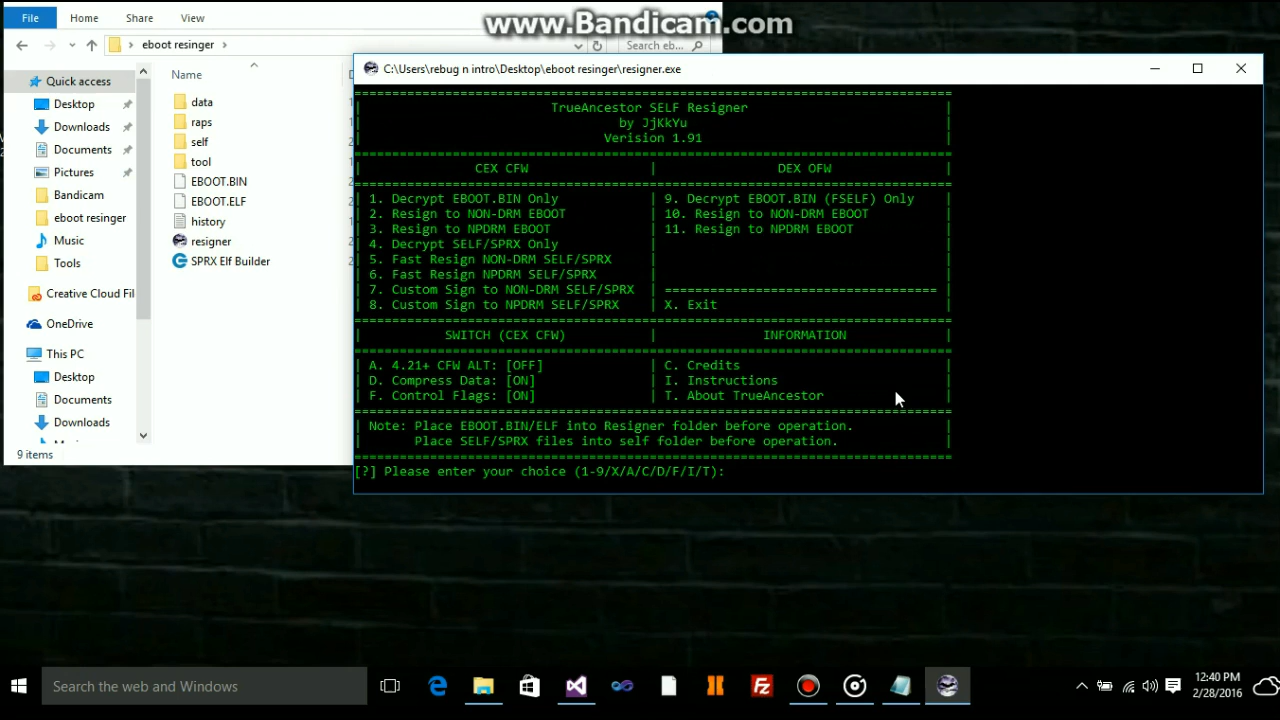 www.Bandicam.com
File
Home
Share
View
eboot resinger
Search eb...
Quick access
Desktop
Downloads
Documents
Pictures
Bandicam
eboot resinger
Music
Tools
Creative Cloud Fil
OneDrive
This PC
Desktop
Documents
Downloads
Name
data
raps
self
tool
EBOOT.BIN
EBOOT.ELF
history
resigner
SPRX Elf Builder
9 items
C:\Users\rebug n intro\Desktop\eboot resinger\resigner.exe
TrueAncestor SELF Resigner
by JjKkYu
Verision 1.91
CEX CFW | DEX OFW
1. Decrypt EBOOT.BIN Only | 9. Decrypt EBOOT.BIN (FSELF) Only
2. Resign to NON-DRM EBOOT | 10. Resign to NON-DRM EBOOT
3. Resign to NPDRM EBOOT | 11. Resign to NPDRM EBOOT
4. Decrypt SELF/SPRX Only
5. Fast Resign NON-DRM SELF/SPRX
6. Fast Resign NPDRM SELF/SPRX
7. Custom Sign to NON-DRM SELF/SPRX
8. Custom Sign to NPDRM SELF/SPRX | X. Exit
SWITCH (CEX CFW) | INFORMATION
A. 4.21+ CFW ALT: [OFF] | C. Credits
D. Compress Data: [ON] | I. Instructions
F. Control Flags: [ON] | T. About TrueAncestor
Note: Place EBOOT.BIN/ELF into Resigner folder before operation.
Place SELF/SPRX files into self folder before operation.
[?] Please enter your choice (1-9/X/A/C/D/F/I/T):
Search the web and Windows
12:40 PM
2/28/2016